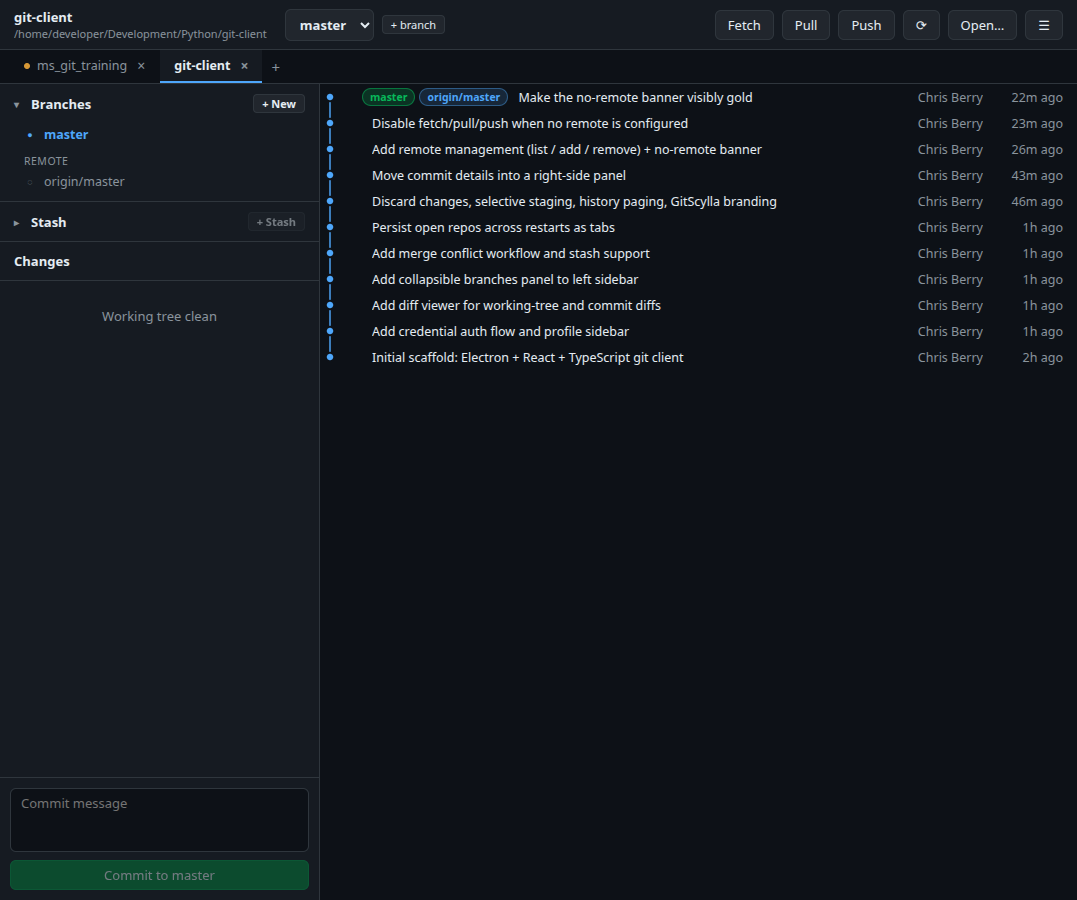 git-client
/home/developer/Development/Python/git-client
master
+ branch
Fetch
Pull
Push
⟳
Open...
☰
ms_git_training ×
git-client ×
+
▾ Branches
+ New
• master
REMOTE
○ origin/master
▸ Stash
+ Stash
Changes
Working tree clean
Commit message
Commit to master
master origin/master Make the no-remote banner visibly gold Chris Berry 22m ago
Disable fetch/pull/push when no remote is configured Chris Berry 23m ago
Add remote management (list / add / remove) + no-remote banner Chris Berry 26m ago
Move commit details into a right-side panel Chris Berry 43m ago
Discard changes, selective staging, history paging, GitScylla branding Chris Berry 46m ago
Persist open repos across restarts as tabs Chris Berry 1h ago
Add merge conflict workflow and stash support Chris Berry 1h ago
Add collapsible branches panel to left sidebar Chris Berry 1h ago
Add diff viewer for working-tree and commit diffs Chris Berry 1h ago
Add credential auth flow and profile sidebar Chris Berry 1h ago
Initial scaffold: Electron + React + TypeScript git client Chris Berry 2h ago